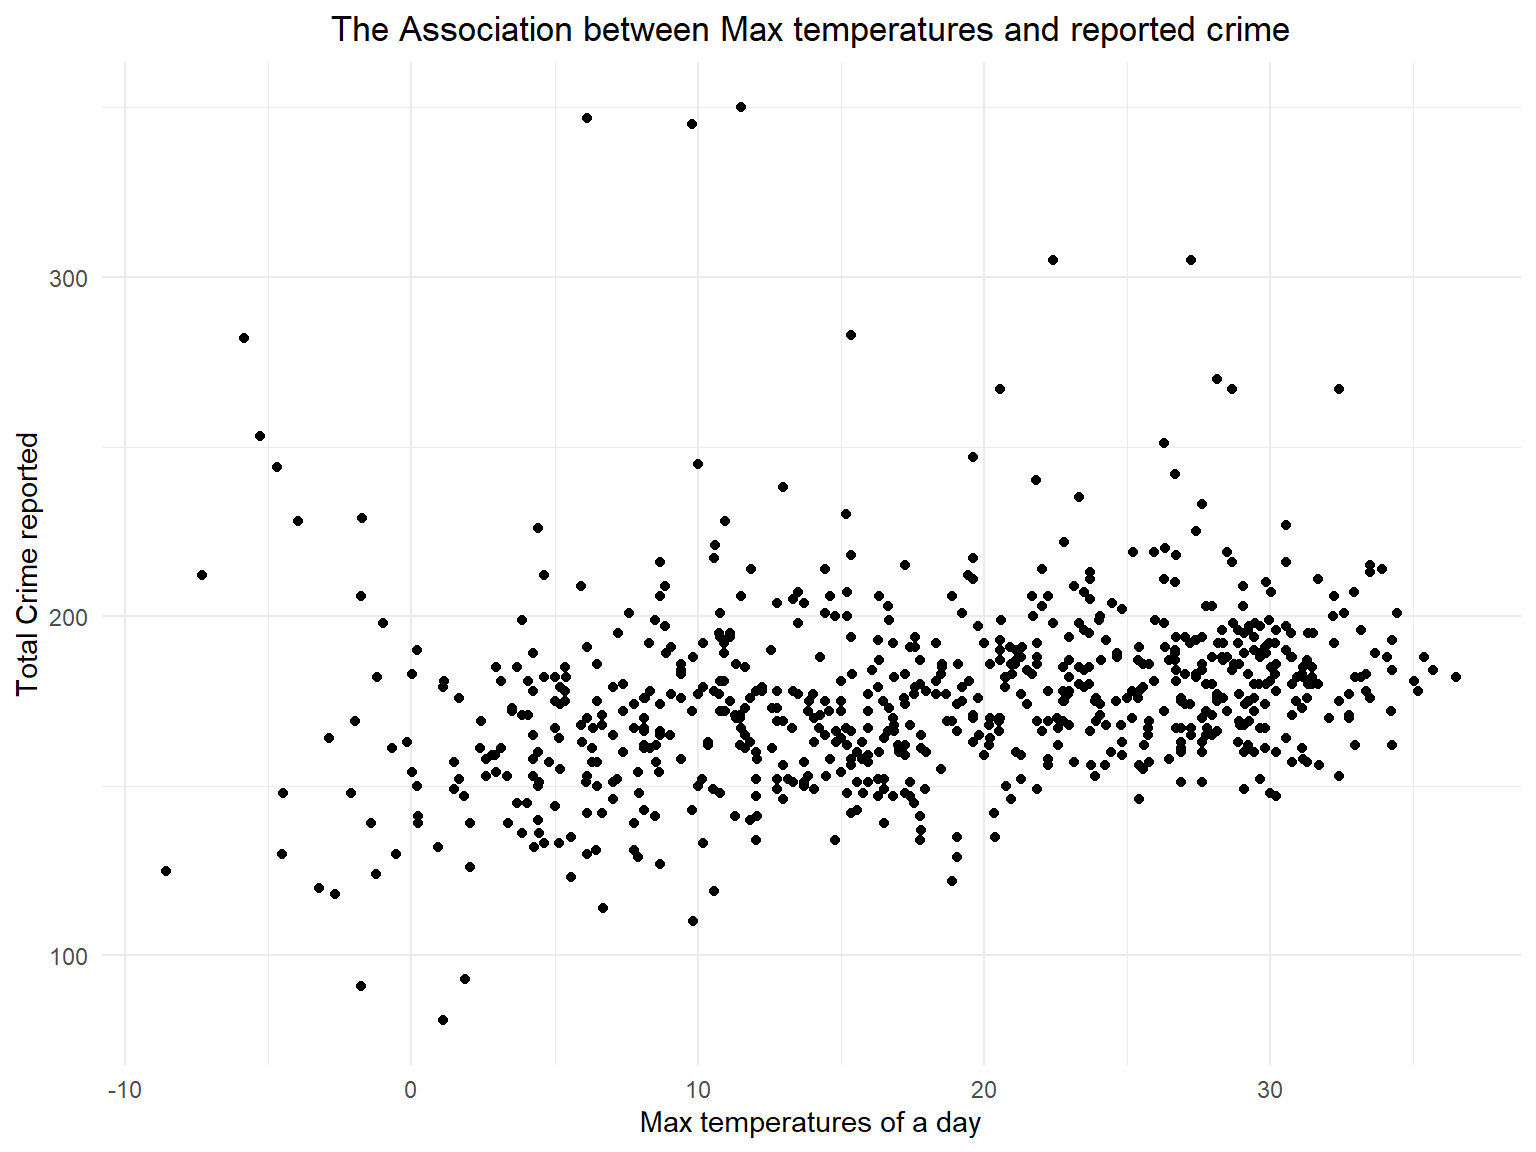 The Association between Max temperatures and reported crime
Total Crime reported
300
200
100
-10 0 10 20 30
Max temperatures of a day